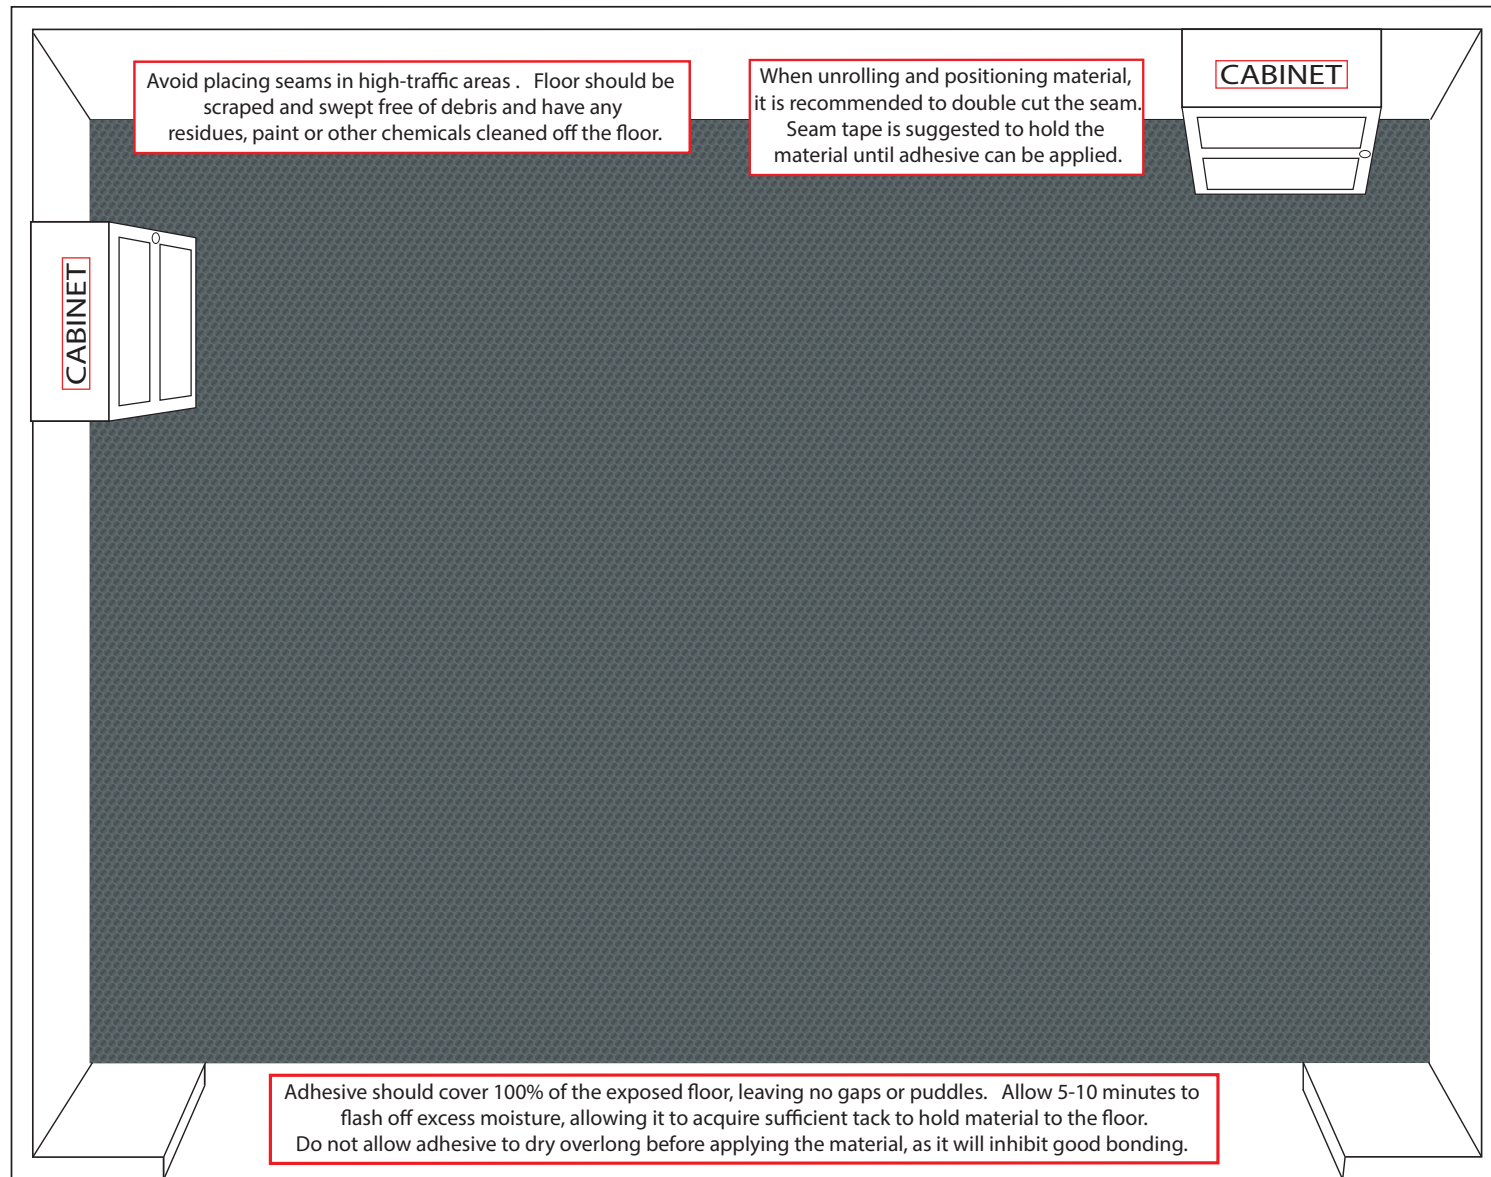 Avoid placing seams in high-traffic areas .   Floor should be
scraped and swept free of debris and have any
residues, paint or other chemicals cleaned off the floor.
When unrolling and positioning material,
it is recommended to double cut the seam.
Seam tape is suggested to hold the
material until adhesive can be applied.
CABINET
CABINET
Adhesive should cover 100% of the exposed floor, leaving no gaps or puddles.   Allow 5-10 minutes to
flash off excess moisture, allowing it to acquire sufficient tack to hold material to the floor.
Do not allow adhesive to dry overlong before applying the material, as it will inhibit good bonding.